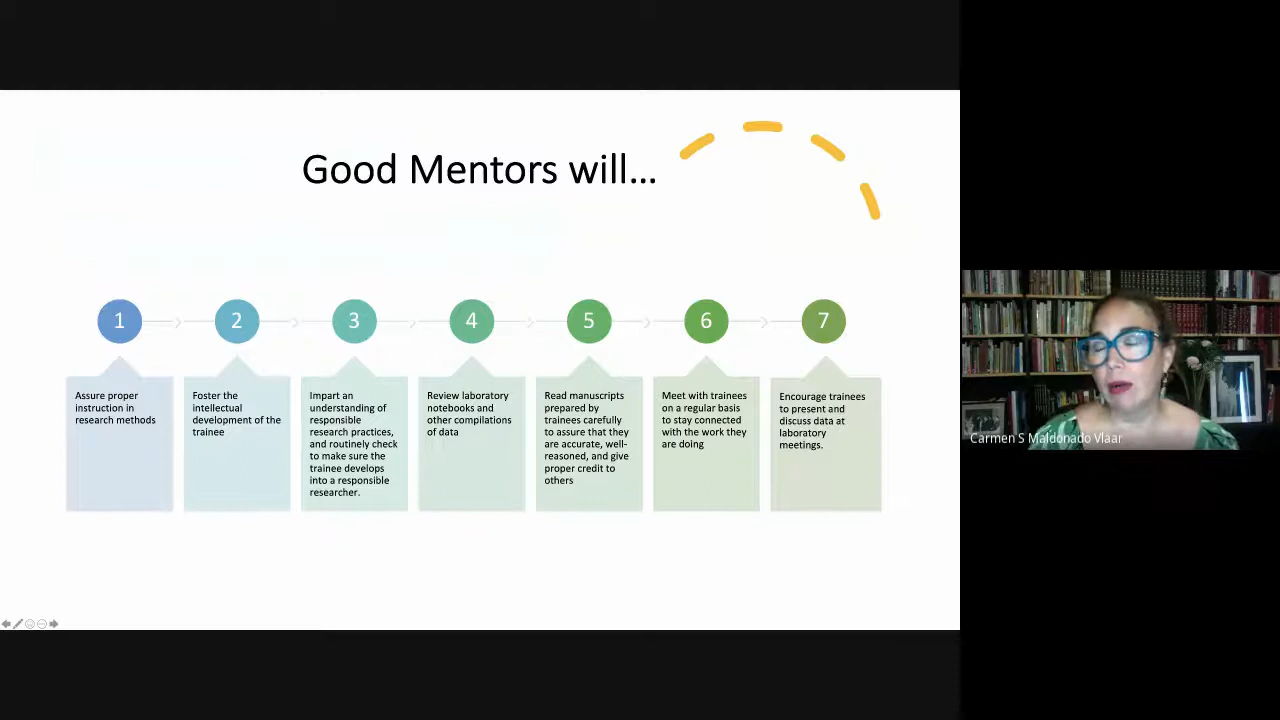 Good Mentors will...
1
2
3
4
5
6
7
Assure proper
instruction in
research methods
Foster the
intellectual
development of the
trainee
Impart an
understanding of
responsible
research practices,
and routinely check
to make sure the
trainee develops
into a responsible
researcher.
Review laboratory
notebooks and
other compilations
of data
Read manuscripts
prepared by
trainees carefully
to assure that they
are accurate, well-
reasoned, and give
proper credit to
others
Meet with trainees
on a regular basis
to stay connected
with the work they
are doing
Encourage trainees
to present and
discuss data at
laboratory
meetings.
Carmen S Maldonado Vlaar